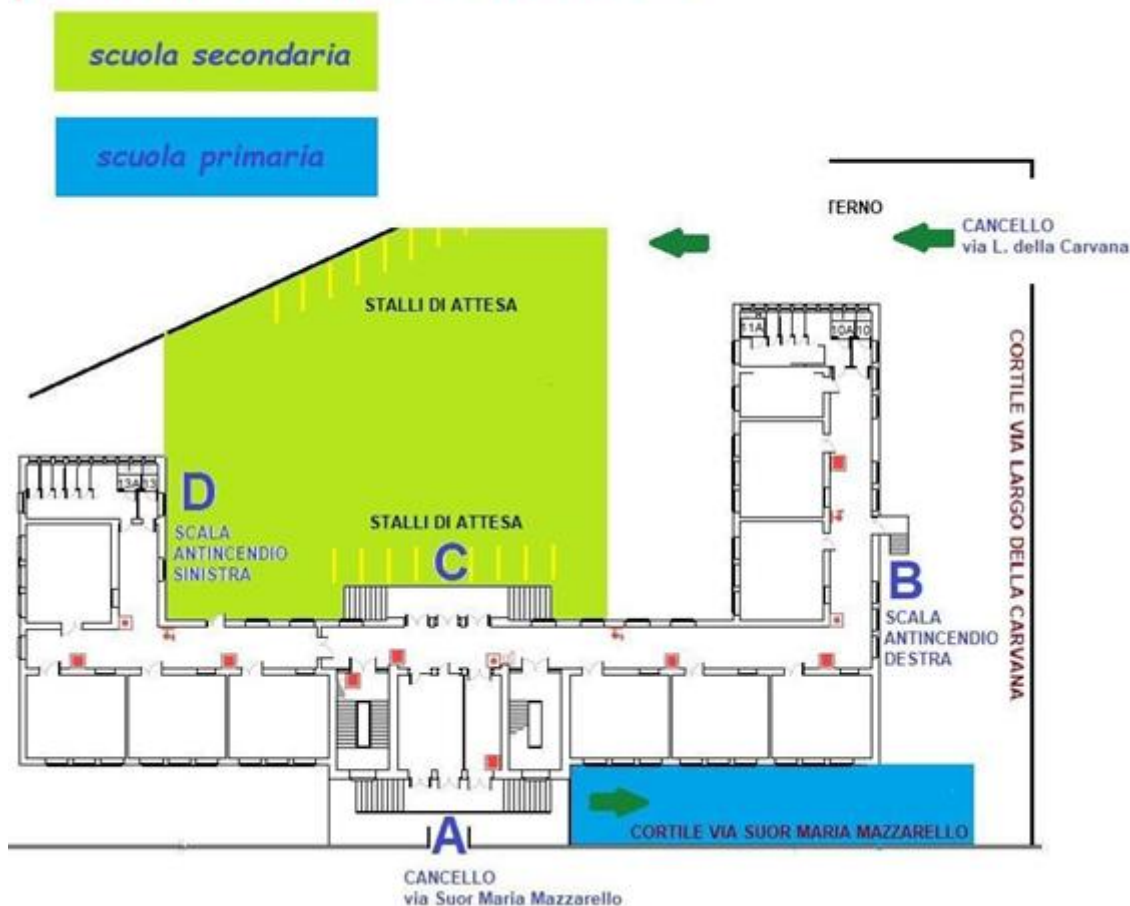 scuola secondaria
scuola primaria
TERNO
CANCELLO
via L. della Carvana
STALLI DI ATTESA
11A
10A
10
CORTILE VIA LARGO DELLA CARVANA
13A
13
D
SCALA
ANTINCENDIO
SINISTRA
STALLI DI ATTESA
C
B
SCALA
ANTINCENDIO
DESTRA
CORTILE VIA SUOR MARIA MAZZARELLO
A
CANCELLO
via Suor Maria Mazzarello